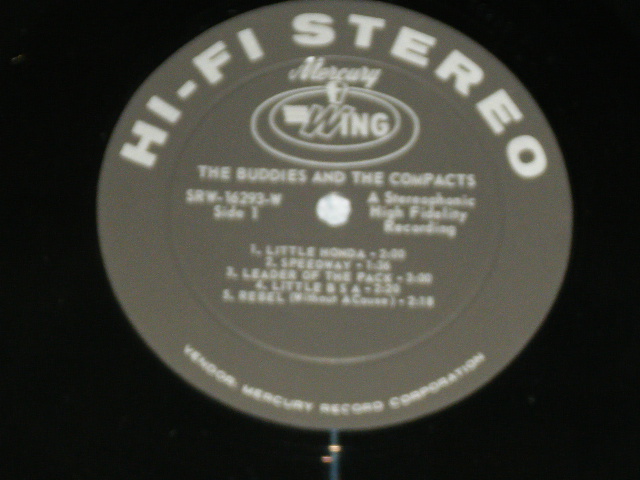 HI-FI STEREO
Mercury
WING
THE BUDDIES AND THE COMPACTS
SRW-16293-W
Side 1
A Stereophonic
High Fidelity
Recording
1. LITTLE HONDA - 2:00
2. SPEEDWAY - 1:56
3. LEADER OF THE PACK - 2:00
4. LITTLE B S A - 2:20
5. REBEL (Without A Cause) - 2:18
VENDOR: MERCURY RECORD CORPORATION